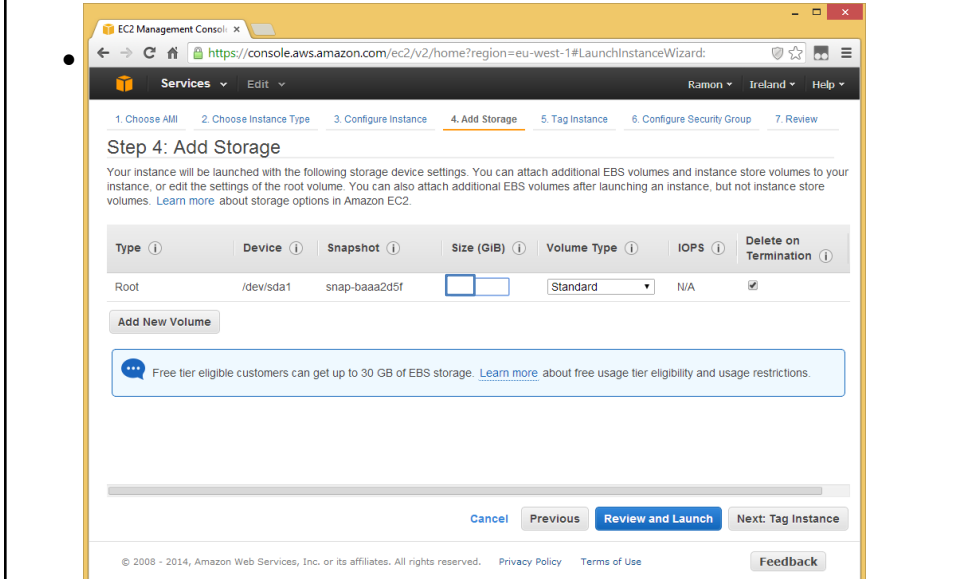 EC2 Management Consol
https://console.aws.amazon.com/ec2/v2/home?region=eu-west-1#LaunchInstanceWizard:
Services Edit Ramon Ireland Help
1. Choose AMI 2. Choose Instance Type 3. Configure Instance 4. Add Storage 5. Tag Instance 6. Configure Security Group 7. Review
Step 4: Add Storage
Your instance will be launched with the following storage device settings. You can attach additional EBS volumes and instance store volumes to your
instance, or edit the settings of the root volume. You can also attach additional EBS volumes after launching an instance, but not instance store
volumes. Learn more about storage options in Amazon EC2.
Type Device Snapshot Size (GiB) Volume Type IOPS Delete on
Termination
Root /dev/sda1 snap-baaa2d5f Standard N/A
Add New Volume
Free tier eligible customers can get up to 30 GB of EBS storage. Learn more about free usage tier eligibility and usage restrictions.
Cancel Previous Review and Launch Next: Tag Instance
© 2008 - 2014, Amazon Web Services, Inc. or its affiliates. All rights reserved. Privacy Policy Terms of Use Feedback